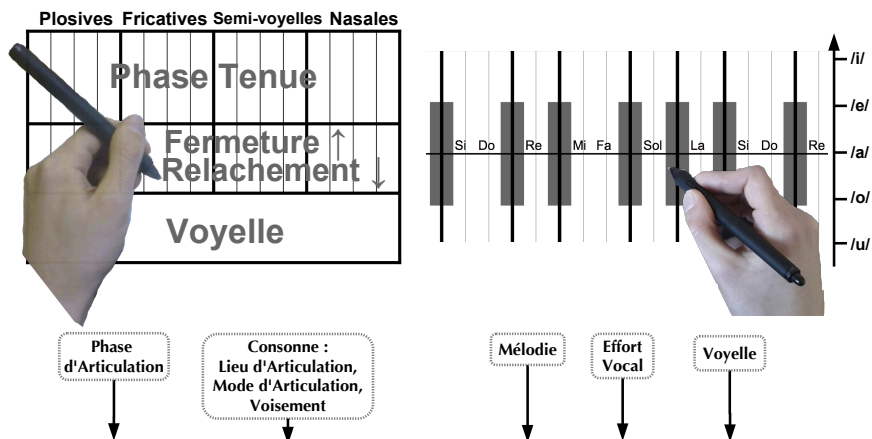 Plosives Fricatives Semi-voyelles Nasales
Phase Tenue
Fermeture ↑
Relachement ↓
Voyelle
/i/
/e/
/a/
/o/
/u/
Si Do Re Mi Fa Sol La Si Do Re
Phase
d'Articulation
Consonne :
Lieu d'Articulation,
Mode d'Articulation,
Voisement
Mélodie
Effort
Vocal
Voyelle